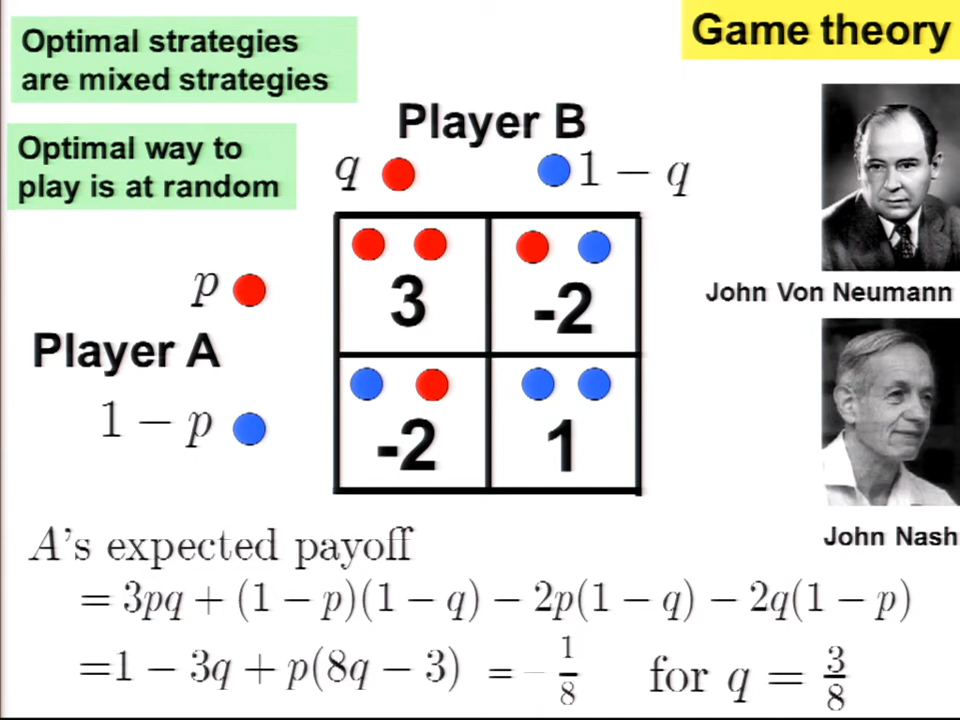 Optimal strategies
are mixed strategies
Game theory
Optimal way to
play is at random
Player B
q
1 − q
3
-2
p
Player A
1 − p
-2
1
John Von Neumann
John Nash
A's expected payoff
= 3pq + (1 − p)(1 − q) − 2p(1 − q) − 2q(1 − p)
=1 − 3q + p(8q − 3) = −1/8 for q = 3/8